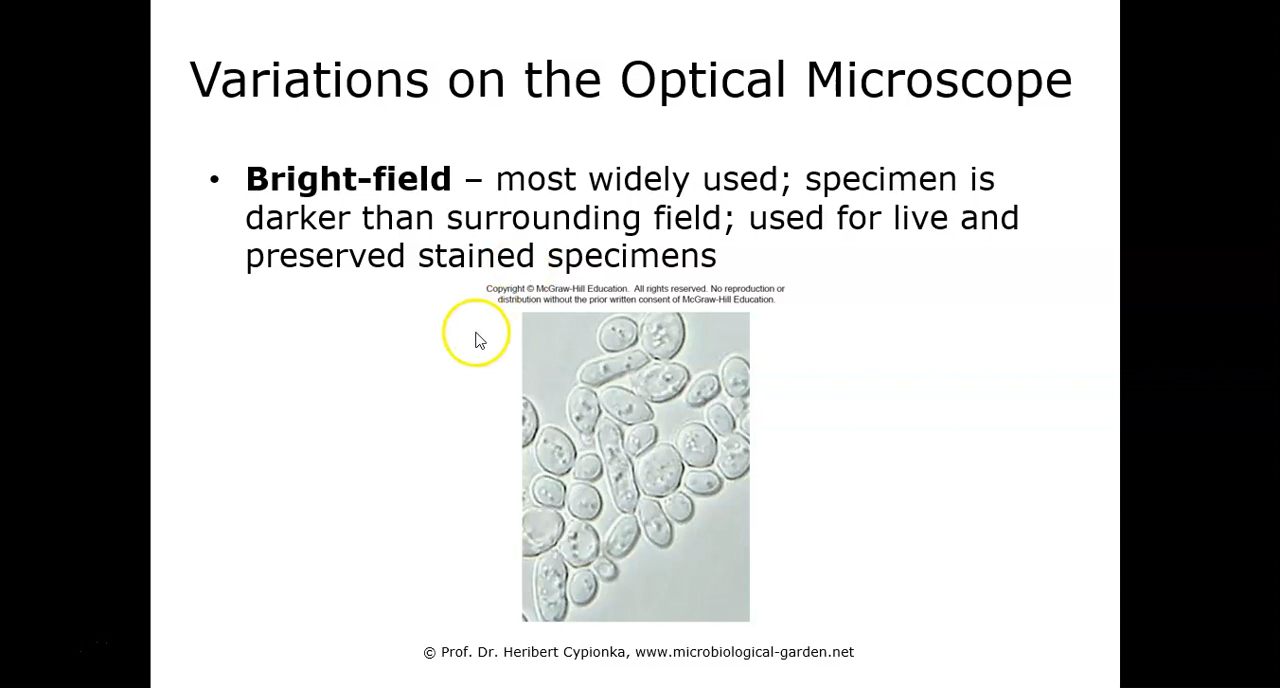 Variations on the Optical Microscope
• Bright-field – most widely used; specimen is
darker than surrounding field; used for live and
preserved stained specimens
Copyright © McGraw-Hill Education. All rights reserved. No reproduction or
distribution without the prior written consent of McGraw-Hill Education.
© Prof. Dr. Heribert Cypionka, www.microbiological-garden.net